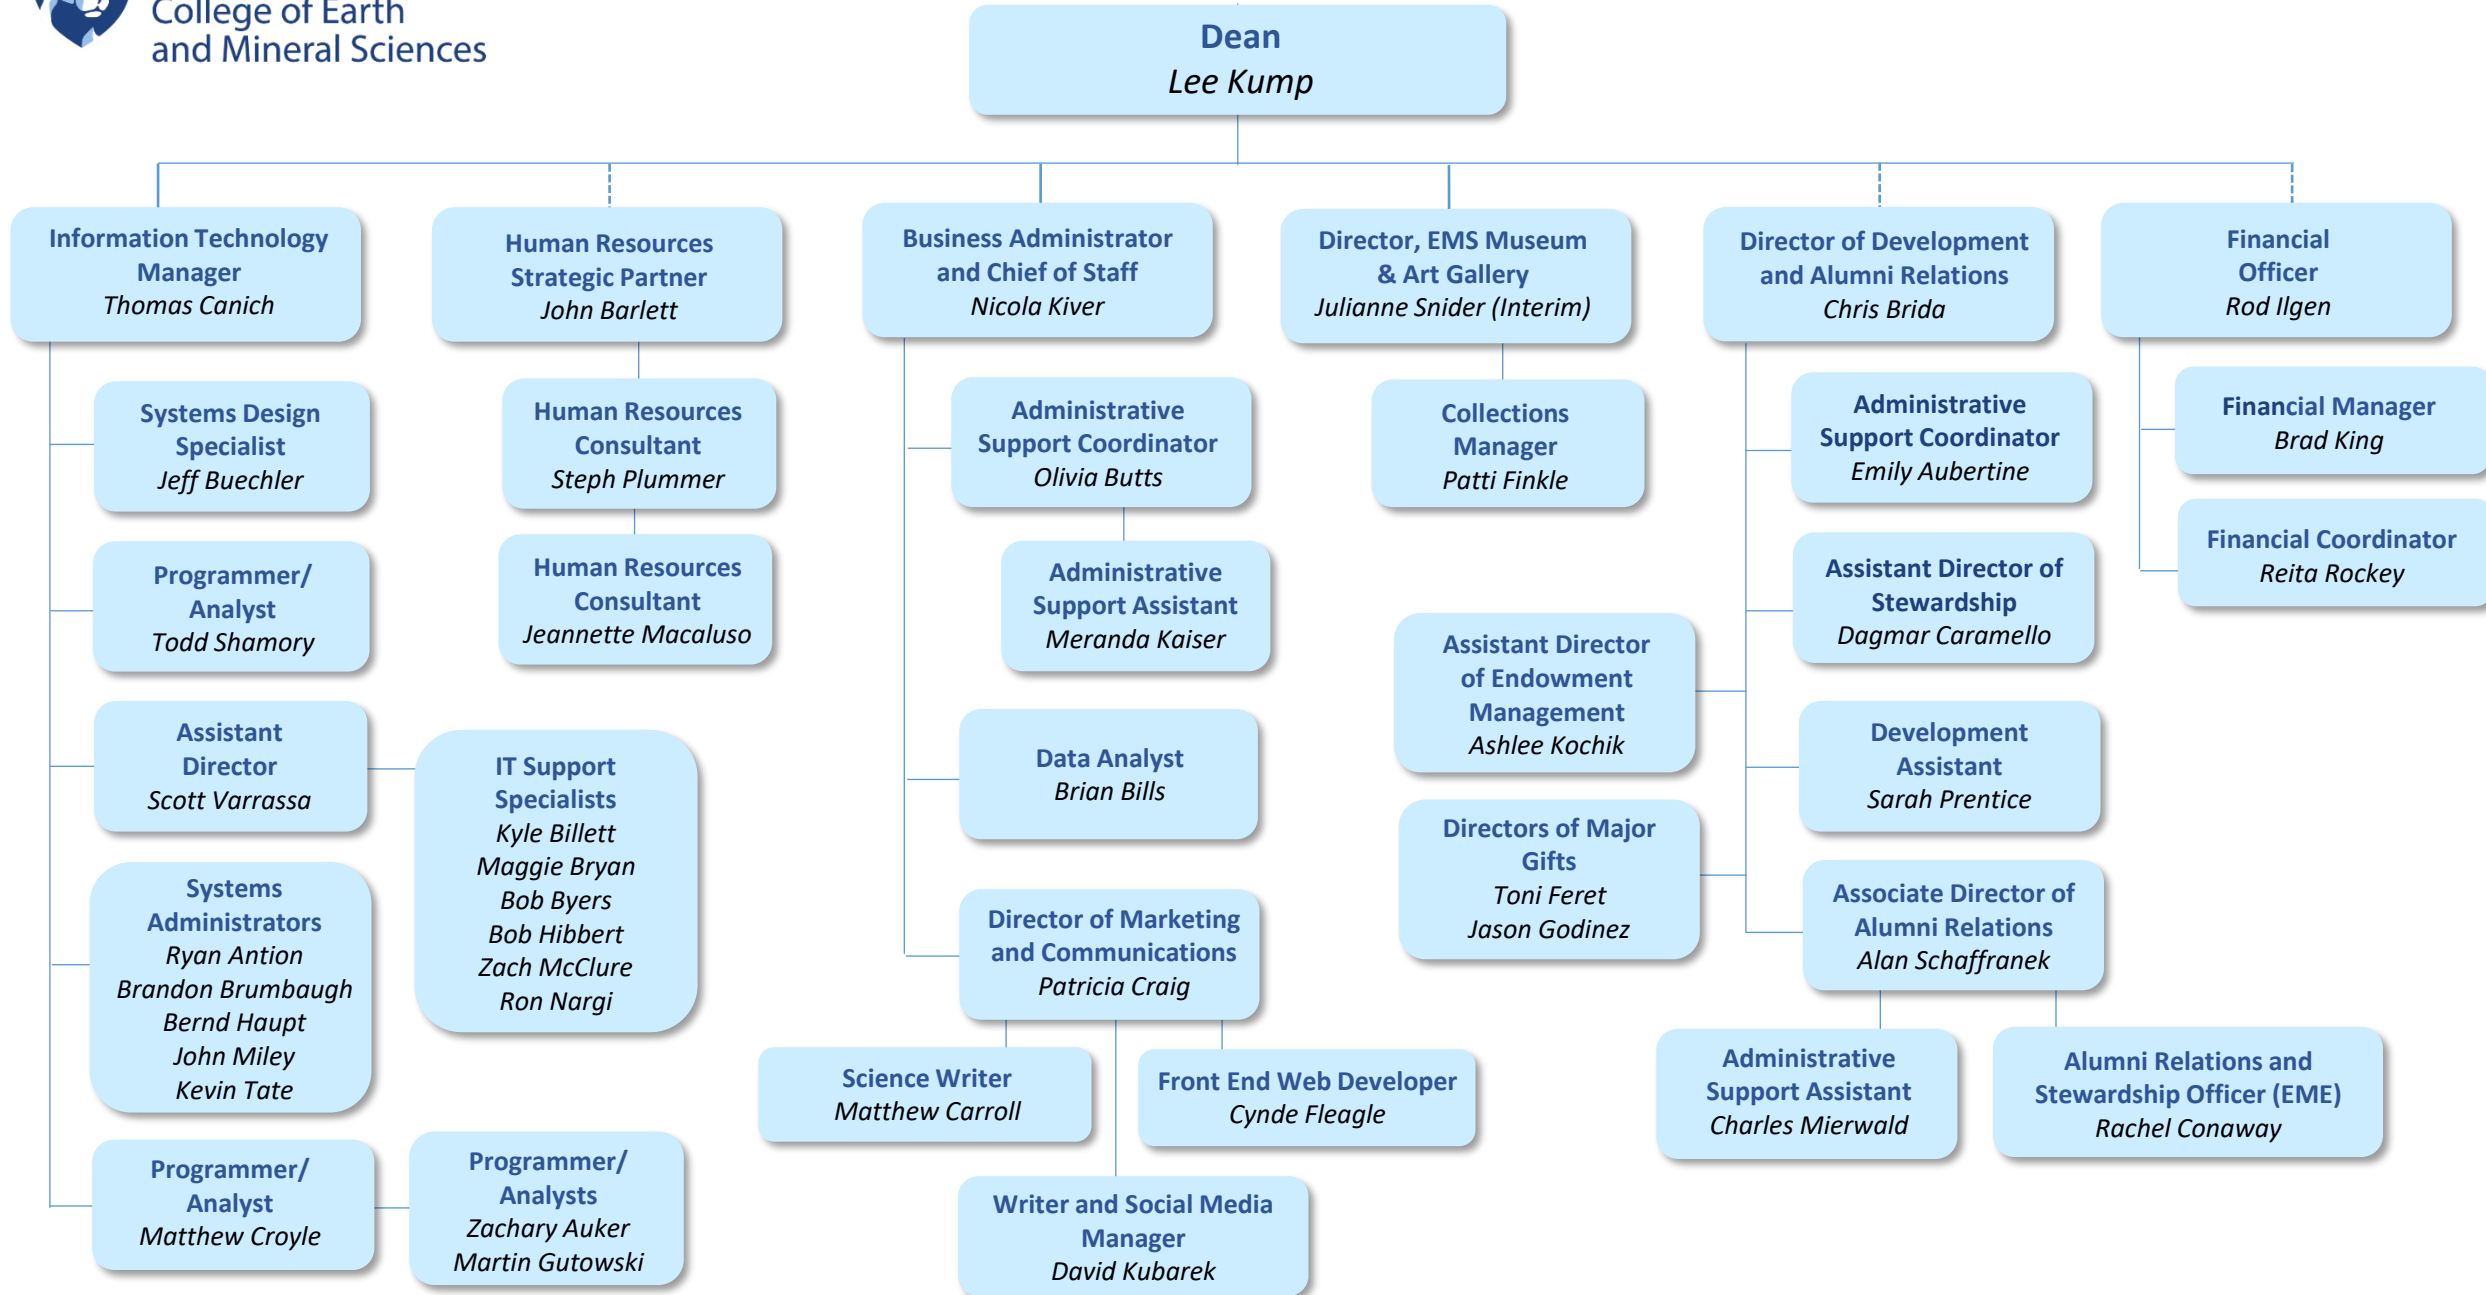 College of Earth
and Mineral Sciences
Dean
Lee Kump
Information Technology
Manager
Thomas Canich
Human Resources
Strategic Partner
John Barlett
Business Administrator
and Chief of Staff
Nicola Kiver
Director, EMS Museum
& Art Gallery
Julianne Snider (Interim)
Director of Development
and Alumni Relations
Chris Brida
Financial
Officer
Rod Ilgen
Systems Design
Specialist
Jeff Buechler
Programmer/
Analyst
Todd Shamory
Assistant
Director
Scott Varrassa
IT Support
Specialists
Kyle Billett
Maggie Bryan
Bob Byers
Bob Hibbert
Zach McClure
Ron Nargi
Systems
Administrators
Ryan Antion
Brandon Brumbaugh
Bernd Haupt
John Miley
Kevin Tate
Programmer/
Analyst
Matthew Croyle
Programmer/
Analysts
Zachary Auker
Martin Gutowski
Human Resources
Consultant
Steph Plummer
Human Resources
Consultant
Jeannette Macaluso
Administrative
Support Coordinator
Olivia Butts
Administrative
Support Assistant
Meranda Kaiser
Data Analyst
Brian Bills
Director of Marketing
and Communications
Patricia Craig
Science Writer
Matthew Carroll
Front End Web Developer
Cynde Fleagle
Writer and Social Media
Manager
David Kubarek
Collections
Manager
Patti Finkle
Administrative
Support Coordinator
Emily Aubertine
Assistant Director of
Stewardship
Dagmar Caramello
Assistant Director
of Endowment
Management
Ashlee Kochik
Development
Assistant
Sarah Prentice
Directors of Major
Gifts
Toni Feret
Jason Godinez
Associate Director of
Alumni Relations
Alan Schaffranek
Administrative
Support Assistant
Charles Mierwald
Alumni Relations and
Stewardship Officer (EME)
Rachel Conaway
Financial Manager
Brad King
Financial Coordinator
Reita Rockey